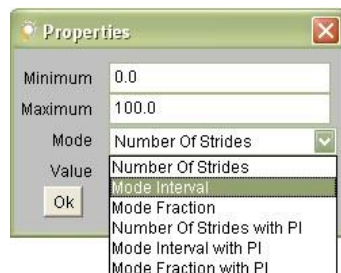 Properties
Minimum 0.0
Maximum 100.0
Mode Number Of Strides
Value Number Of Strides
Mode Interval
Ok Mode Fraction
Number Of Strides with PI
Mode Interval with PI
Mode Fraction with PI